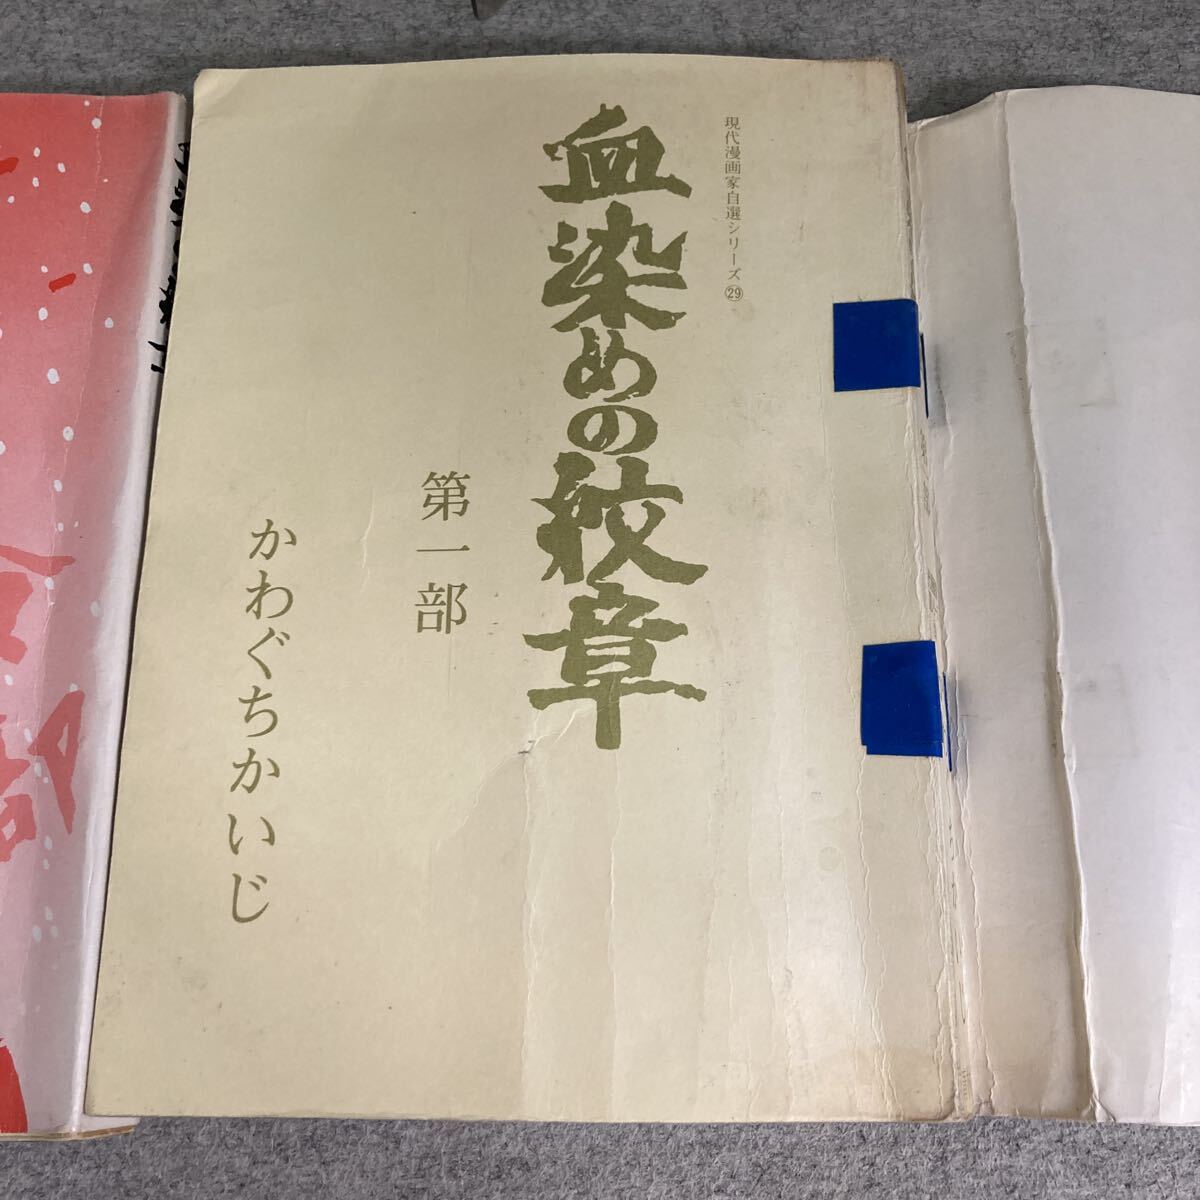 現代漫画家自選シリーズ㉙
血染めの紋章
第一部
かわぐちかいじ